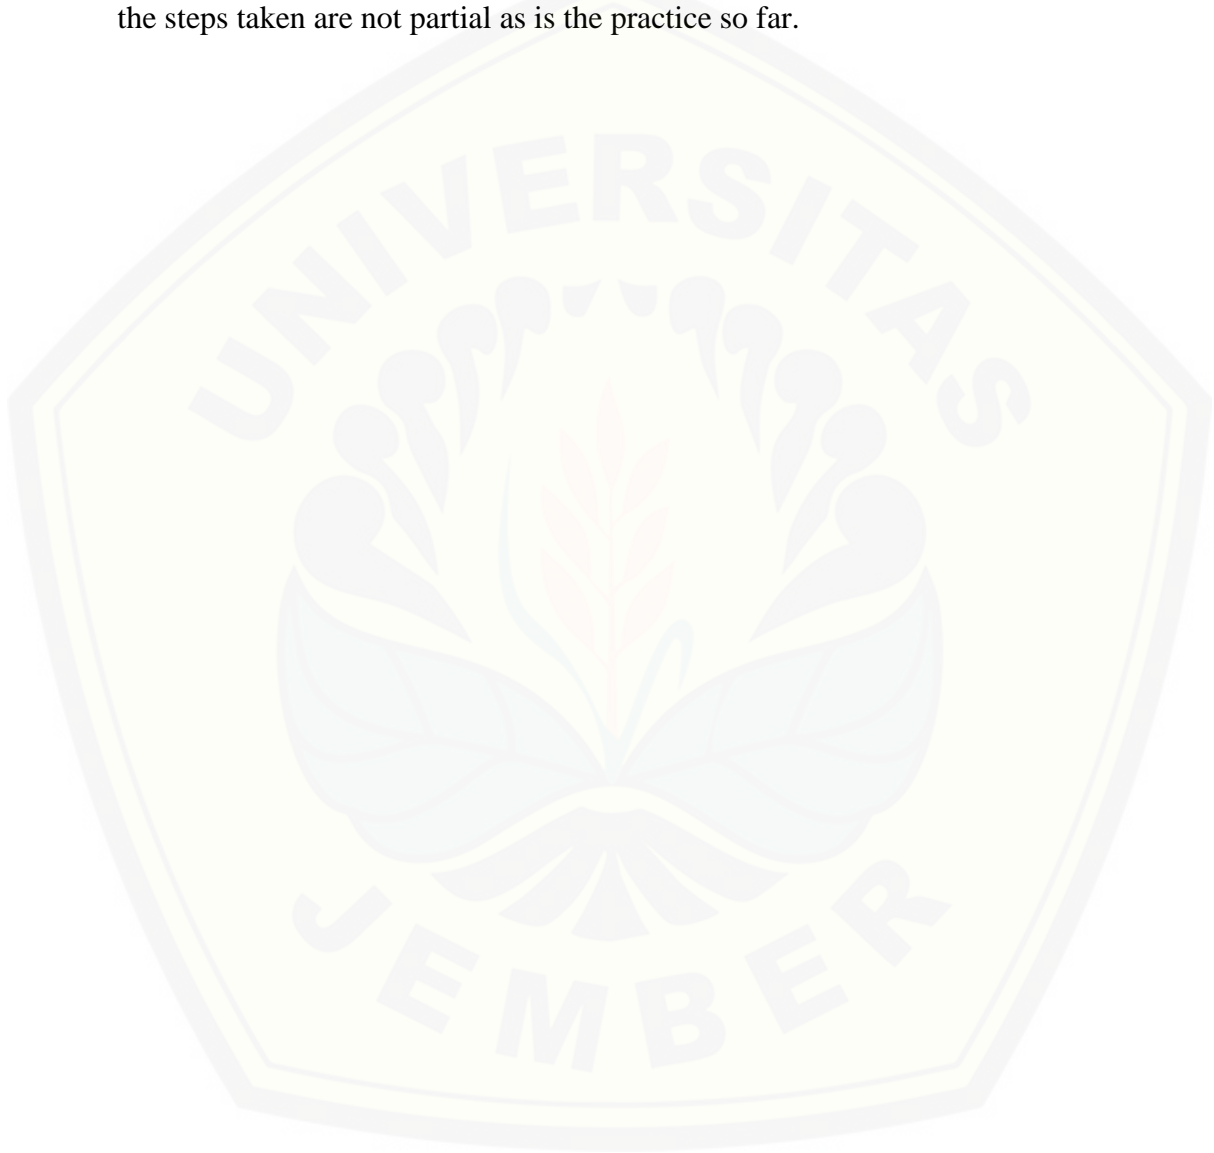 the steps taken are not partial as is the practice so far.
UNIVERSITAS
JEMBER